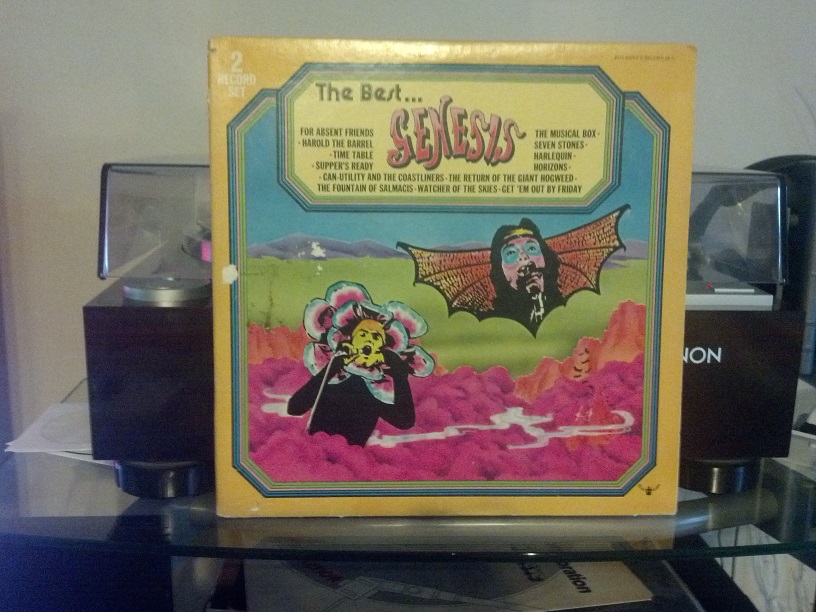 2
RECORD
SET
The Best...
GENESIS
FOR ABSENT FRIENDS
· HAROLD THE BARREL
· TIME TABLE
· SUPPER'S READY
THE MUSICAL BOX ·
SEVEN STONES ·
HARLEQUIN ·
HORIZONS ·
· CAN-UTILITY AND THE COASTLINERS · THE RETURN OF THE GIANT HOGWEED ·
THE FOUNTAIN OF SALMACIS · WATCHER OF THE SKIES · GET 'EM OUT BY FRIDAY
NON
oration